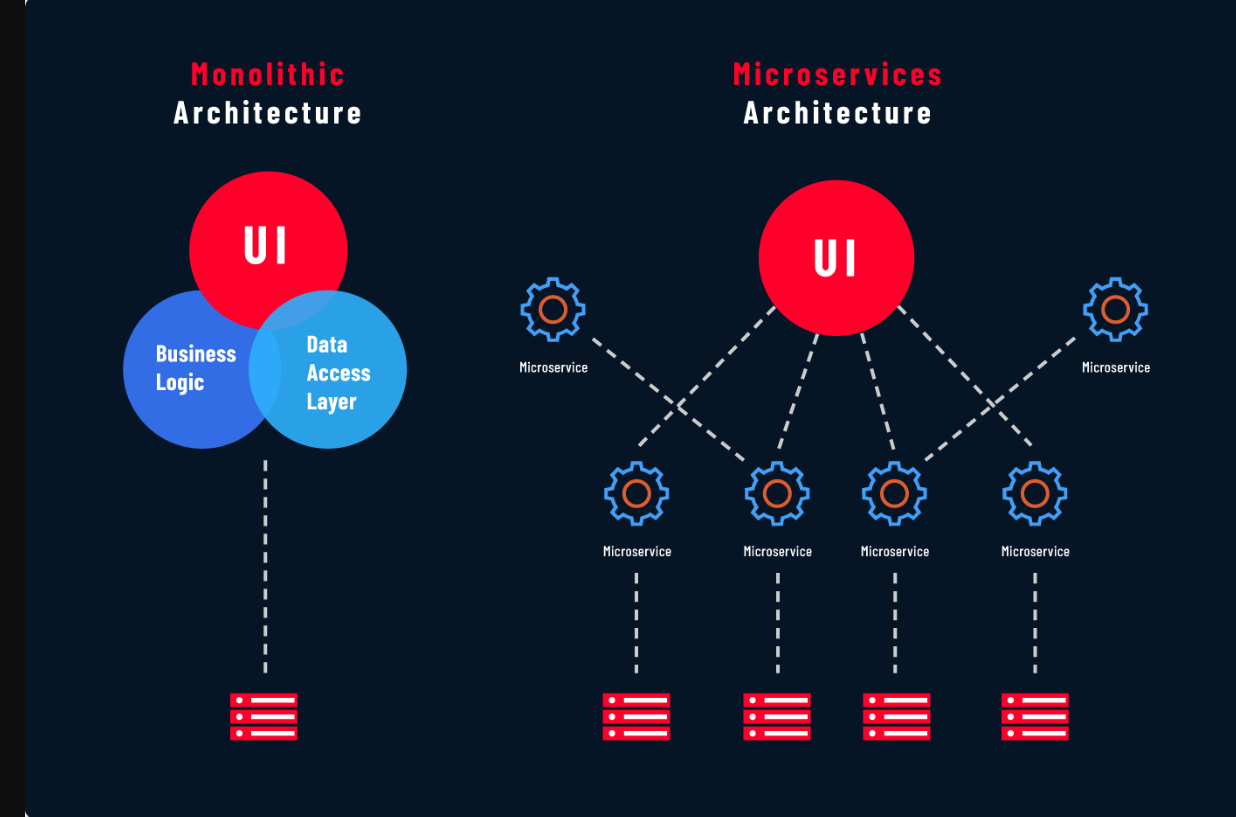 Monolithic
Architecture
UI
Business
Logic
Data
Access
Layer
Microservices
Architecture
UI
Microservice
Microservice
Microservice
Microservice
Microservice
Microservice